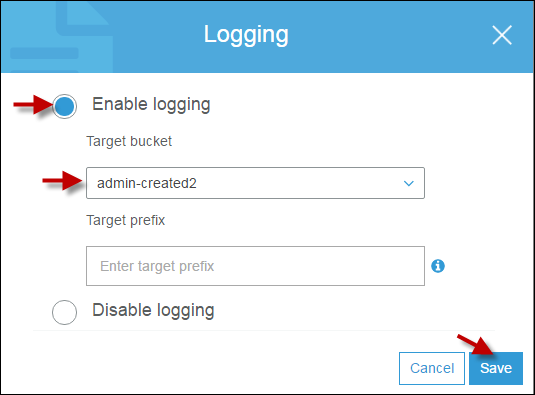 Logging
Enable logging
Target bucket
admin-created2
Target prefix
Enter target prefix
Disable logging
Cancel Save